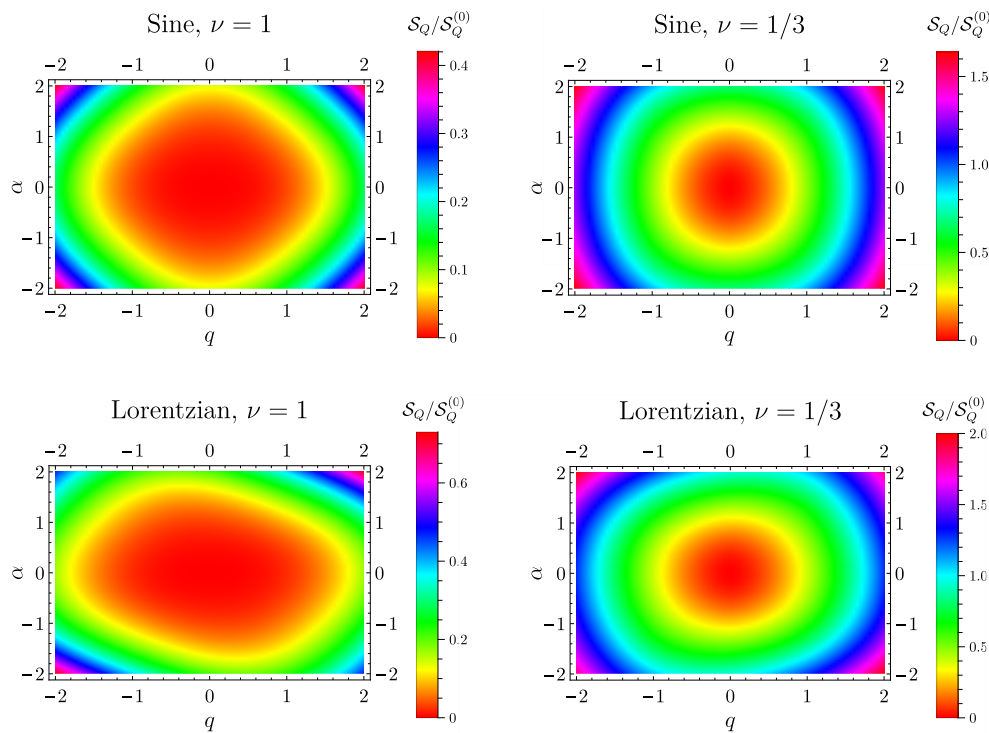 Sine, ν = 1
S_Q/S_Q^(0)
−2 −1 0 1 2
2 2
1 1
α 0 0
−1 −1
−2 −2
−2 −1 0 1 2
q
0.4
0.3
0.2
0.1
0
Sine, ν = 1/3
S_Q/S_Q^(0)
−2 −1 0 1 2
2 2
1 1
α 0 0
−1 −1
−2 −2
−2 −1 0 1 2
q
1.5
1.0
0.5
0
Lorentzian, ν = 1
S_Q/S_Q^(0)
−2 −1 0 1 2
2 2
1 1
α 0 0
−1 −1
−2 −2
−2 −1 0 1 2
q
0.6
0.4
0.2
0
Lorentzian, ν = 1/3
S_Q/S_Q^(0)
−2 −1 0 1 2
2 2
1 1
α 0 0
−1 −1
−2 −2
−2 −1 0 1 2
q
2.0
1.5
1.0
0.5
0